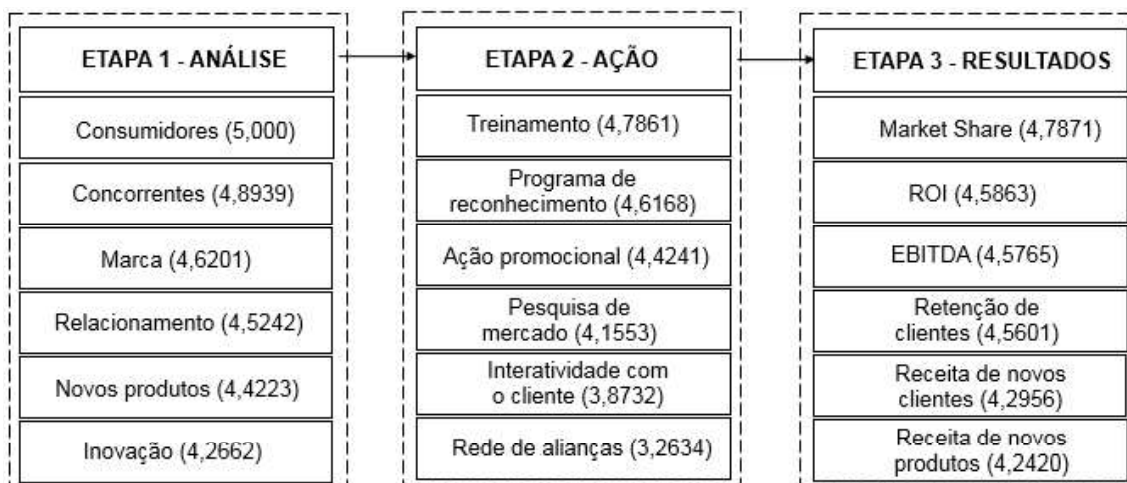 ETAPA 1 - ANÁLISE
Consumidores (5,000)
Concorrentes (4,8939)
Marca (4,6201)
Relacionamento (4,5242)
Novos produtos (4,4223)
Inovação (4,2662)
ETAPA 2 - AÇÃO
Treinamento (4,7861)
Programa de
reconhecimento (4,6168)
Ação promocional (4,4241)
Pesquisa de
mercado (4,1553)
Interatividade com
o cliente (3,8732)
Rede de alianças (3,2634)
ETAPA 3 - RESULTADOS
Market Share (4,7871)
ROI (4,5863)
EBITDA (4,5765)
Retenção de
clientes (4,5601)
Receita de novos
clientes (4,2956)
Receita de novos
produtos (4,2420)